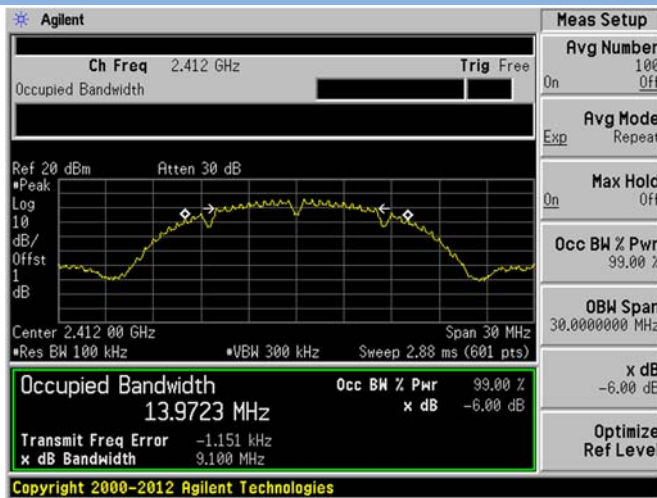 Agilent
Meas Setup
Ch Freq 2.412 GHz Trig Free
Occupied Bandwidth
Avg Number
100
On Off
Avg Mode
Exp Repeat
Ref 20 dBm Atten 30 dB
Peak
Log
10
dB/
Offst
1
dB
Max Hold
On Off
Occ BW % Pwr
99.00 %
OBW Span
30.0000000 MHz
Center 2.412 00 GHz Span 30 MHz
Res BW 100 kHz VBW 300 kHz Sweep 2.88 ms (601 pts)
Occupied Bandwidth Occ BW % Pwr 99.00 %
13.9723 MHz x dB -6.00 dB
Transmit Freq Error -1.151 kHz
x dB Bandwidth 9.100 MHz
x dB
-6.00 dB
Optimize
Ref Level
Copyright 2000-2012 Agilent Technologies